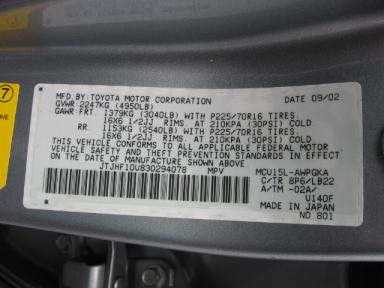 7
MFD.BY:TOYOTA MOTOR CORPORATION DATE 09/02
GVWR:2247KG (4950LB)
GAWR:FRT. 1379KG (3040LB) WITH P225/70R16 TIRES
16X6 1/2JJ RIMS AT 210KPA (30PSI) COLD
RR. 1153KG (2540LB) WITH P225/70R16 TIRES
16X6 1/2JJ RIMS AT 210KPA (30PSI) COLD
THIS VEHICLE CONFORMS TO ALL APPLICABLE FEDERAL MOTOR
VEHICLE SAFETY STANDARDS IN EFFECT ON THE DATE OF
MANUFACTURE SHOWN ABOVE.
JTJHF10U830294078 MPV MCU15L-AWPGKA
C/TR 8P6/LB22
A/TM -02A/
U140F
MADE IN JAPAN
NO.801